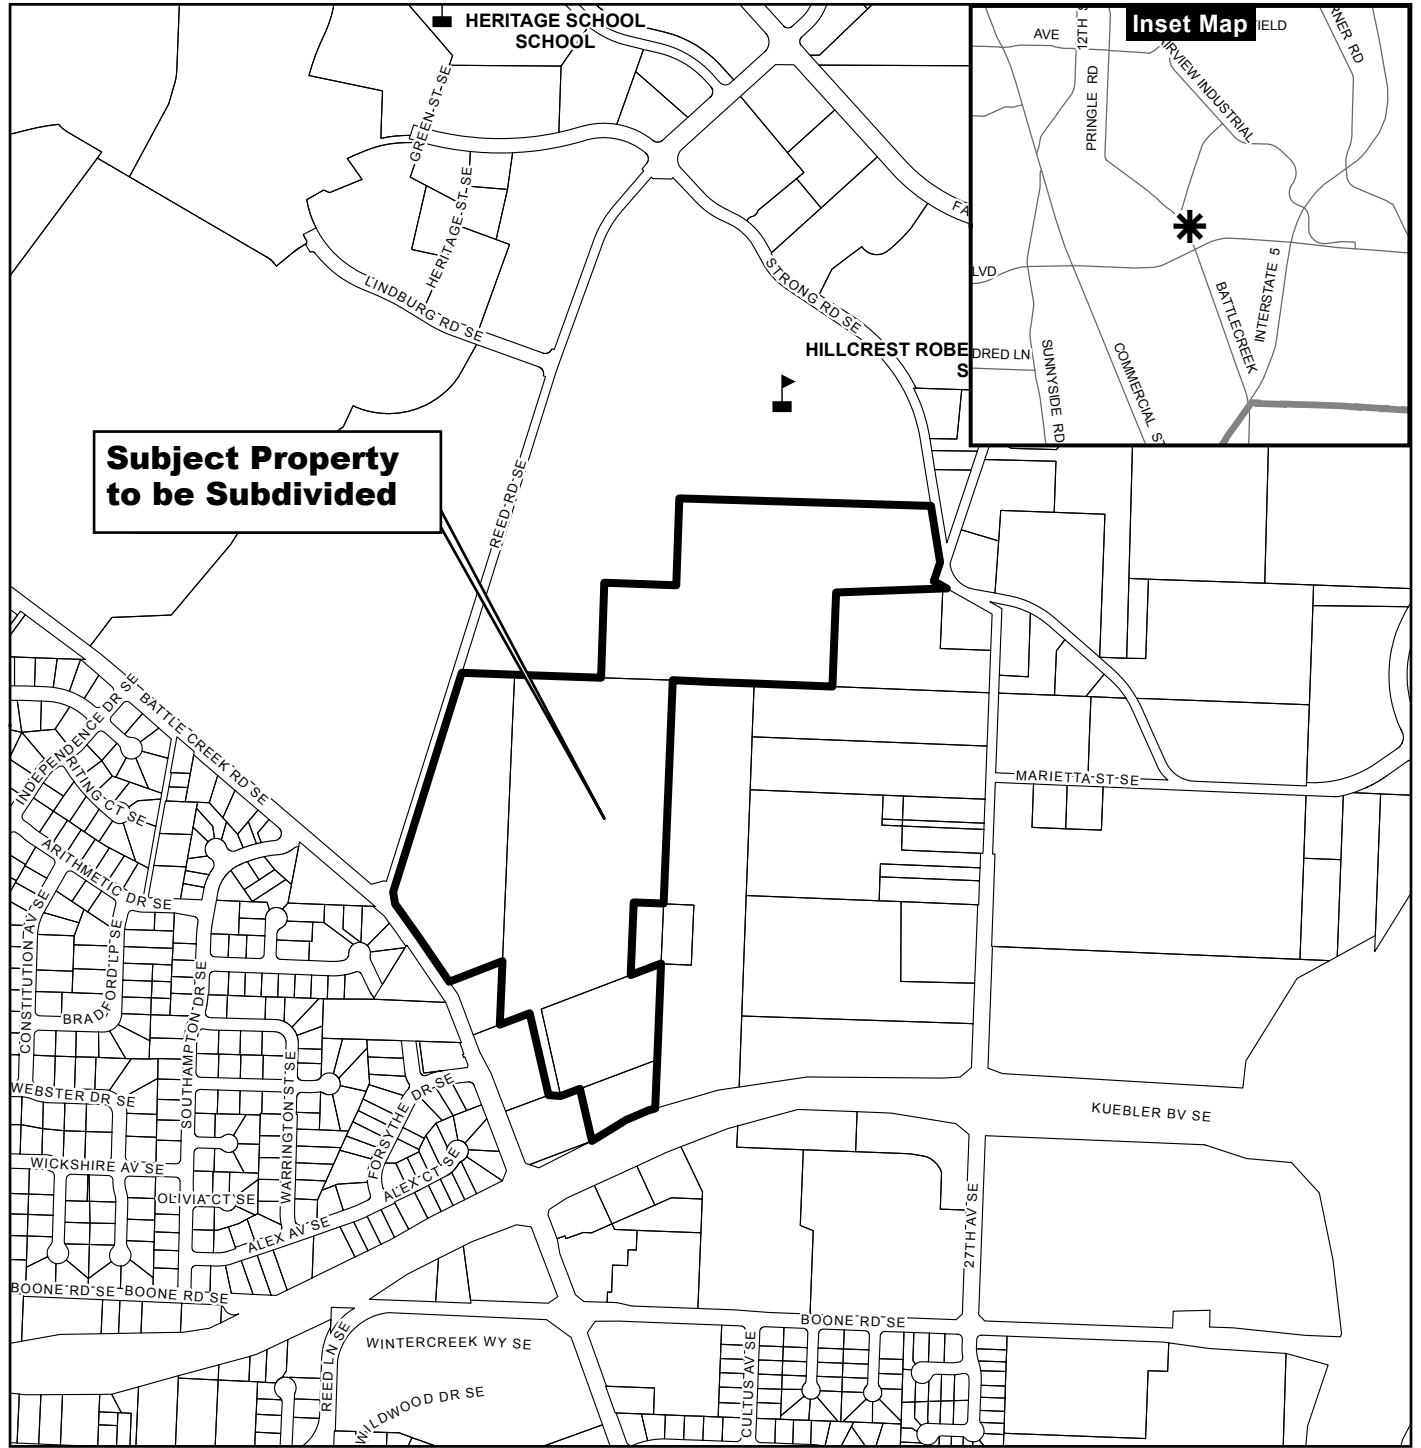 HERITAGE SCHOOL
SCHOOL
Inset Map
IELD
AVE
12TH S
RNER RD
PRINGLE RD
IRVIEW INDUSTRIAL
LVD
INTERSTATE 5
BATTLECREEK
DRED LN
SUNNYSIDE RD
COMMERCIAL ST
GREEN ST SE
HERITAGE ST SE
LINDBURG RD SE
STRONG RD SE
FA
HILLCREST ROBE
S
Subject Property
to be Subdivided
REED RD SE
BATTLE CREEK RD SE
INDEPENDENCE DR SE
RITING CT SE
ARITHMETIC DR SE
CONSTITUTION AV SE
BRADFORD LP SE
SOUTHAMPTON DR SE
WARRINGTON ST SE
WEBSTER DR SE
FORSYTHE DR SE
WICKSHIRE AV SE
OLIVIA CT SE
ALEX CT SE
ALEX AV SE
BOONE RD SE BOONE RD SE
MARIETTA ST SE
KUEBLER BV SE
27TH AV SE
BOONE RD SE
WINTERCREEK WY SE
REED LN SE
WILDWOOD DR SE
CULTUS AV SE